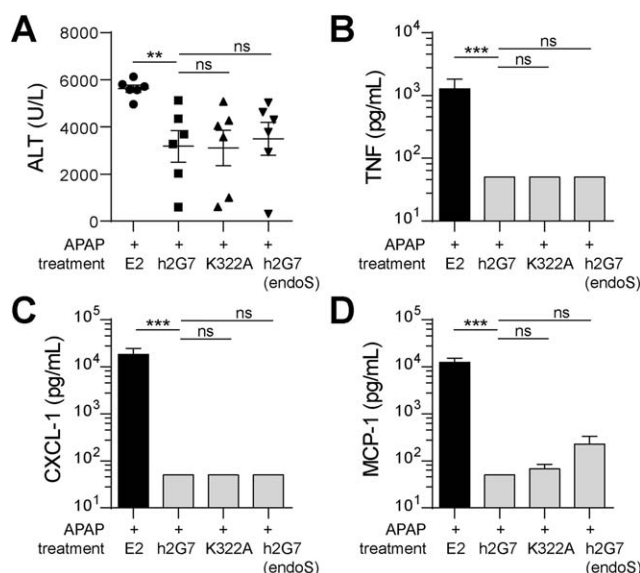 A
ALT (U/L)
8000
6000
4000
2000
0
**
ns
ns
APAP + + + +
treatment E2 h2G7 K322A h2G7
(endoS)
B
TNF (pg/mL)
10³
10²
10¹
***
ns
ns
APAP + + + +
treatment E2 h2G7 K322A h2G7
(endoS)
C
CXCL-1 (pg/mL)
10⁵
10⁴
10³
10²
10¹
***
ns
ns
APAP + + + +
treatment E2 h2G7 K322A h2G7
(endoS)
D
MCP-1 (pg/mL)
10⁵
10⁴
10³
10²
10¹
***
ns
ns
APAP + + + +
treatment E2 h2G7 K322A h2G7
(endoS)